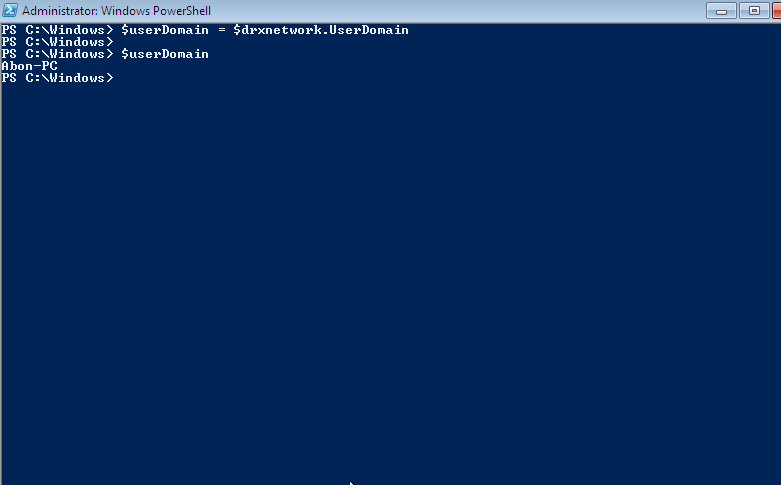 Administrator: Windows PowerShell
PS C:\Windows> $userDomain = $drxnetwork.UserDomain
PS C:\Windows>
PS C:\Windows> $userDomain
Abon-PC
PS C:\Windows>